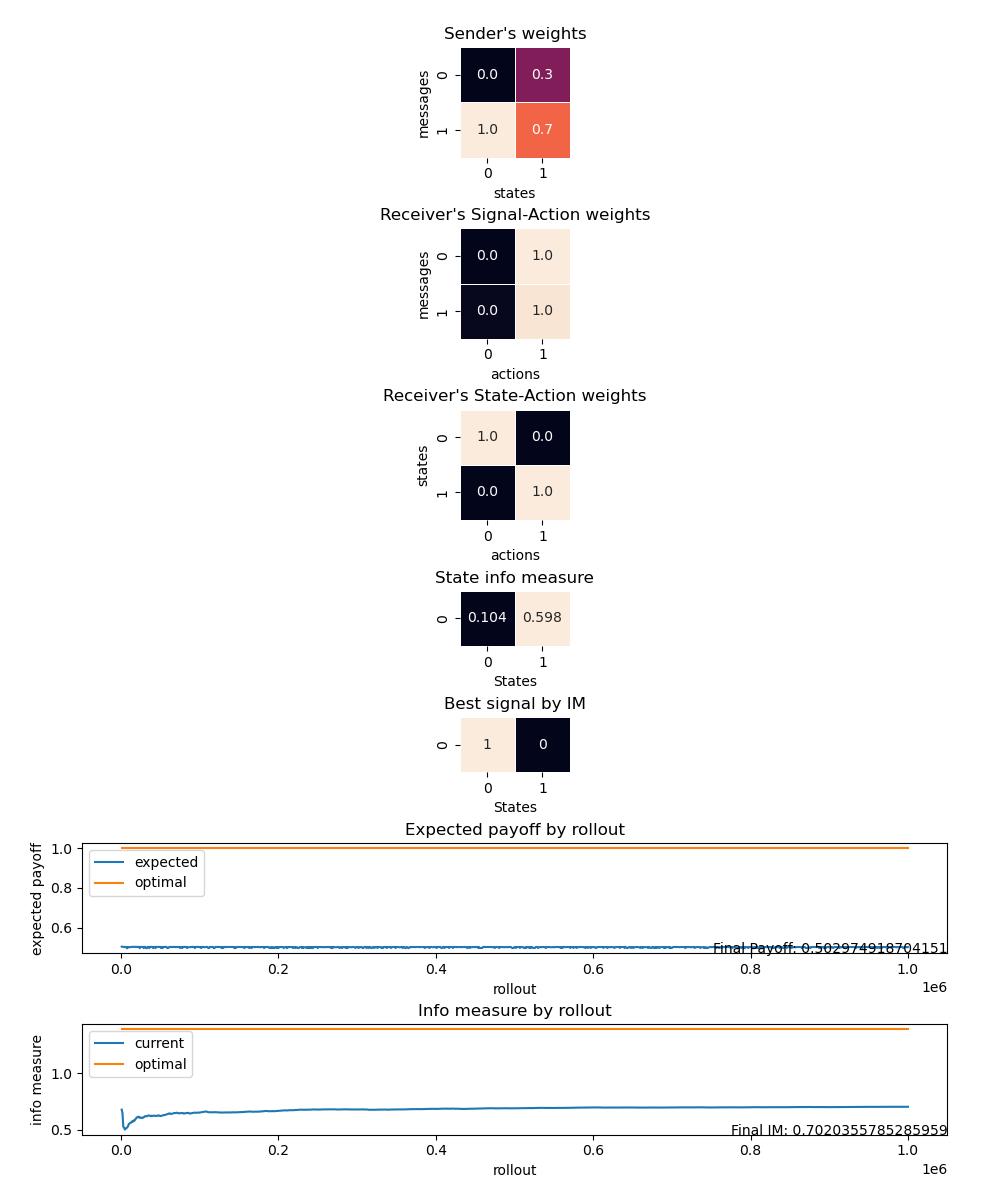 Sender's weights
messages
0
0.0
0.3
1
1.0
0.7
0
1
states
Receiver's Signal-Action weights
messages
0
0.0
1.0
1
0.0
1.0
0
1
actions
Receiver's State-Action weights
states
0
1.0
0.0
1
0.0
1.0
0
1
actions
State info measure
0
0.104
0.598
0
1
States
Best signal by IM
0
1
0
0
1
States
Expected payoff by rollout
expected payoff
1.0
0.8
0.6
expected
optimal
Final Payoff: 0.502974918704151
0.0
0.2
0.4
0.6
0.8
1.0
1e6
rollout
Info measure by rollout
info measure
1.0
0.5
current
optimal
Final IM: 0.7020355785285959
0.0
0.2
0.4
0.6
0.8
1.0
1e6
rollout